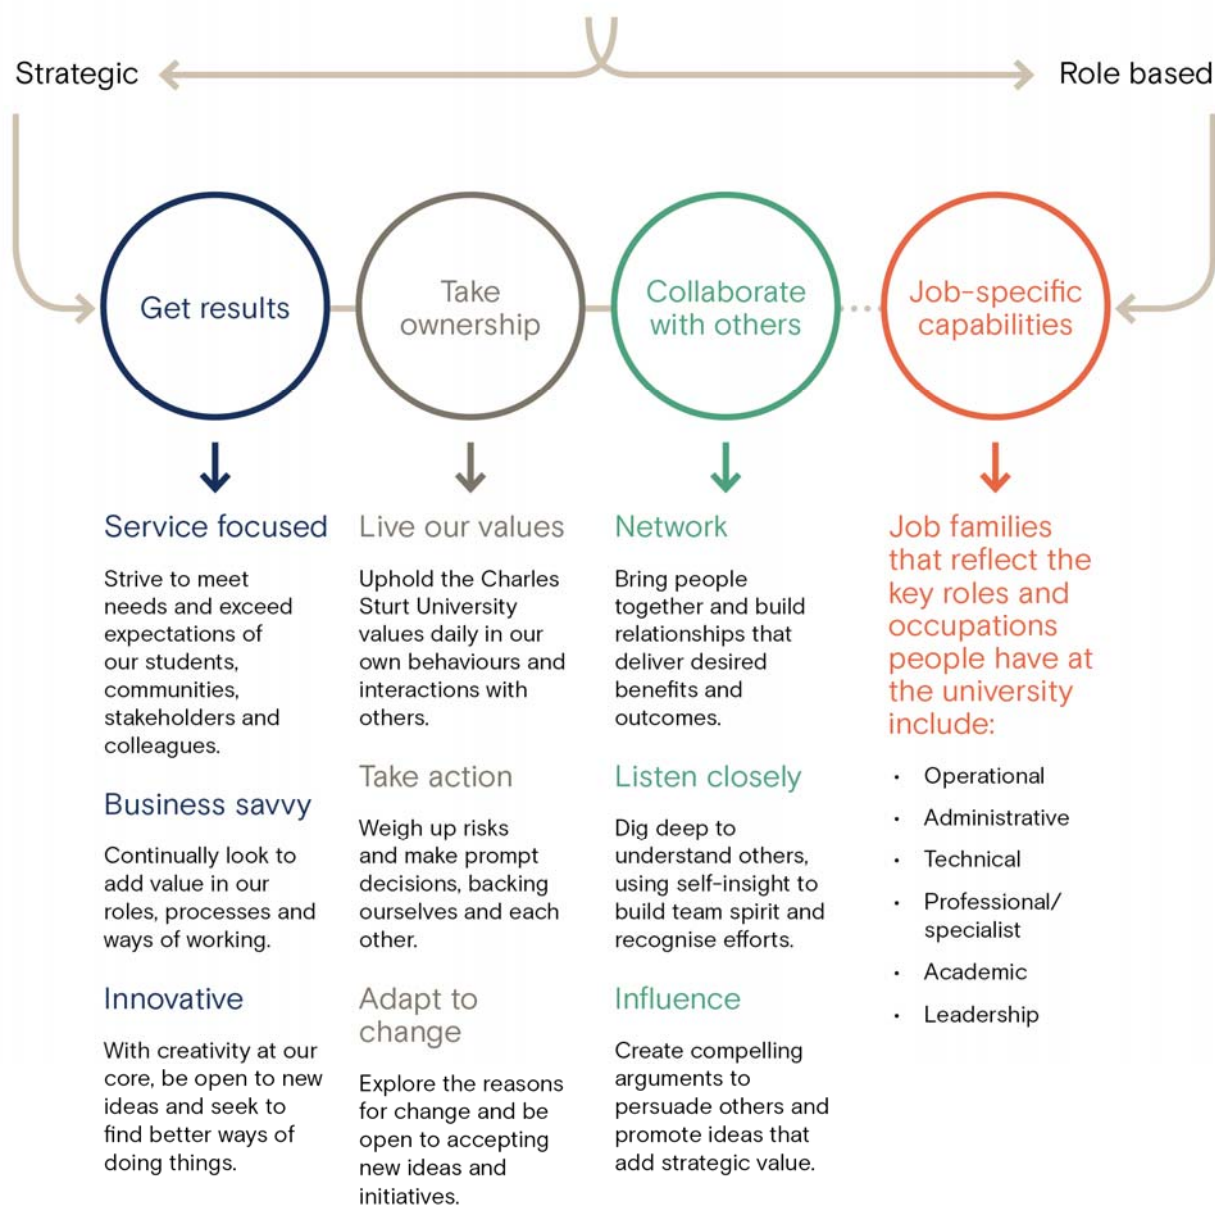 Strategic
Role based
Get results
Take
ownership
Collaborate
with others
Job-specific
capabilities
Service focused
Strive to meet
needs and exceed
expectations of
our students,
communities,
stakeholders and
colleagues.
Business savvy
Continually look to
add value in our
roles, processes and
ways of working.
Innovative
With creativity at our
core, be open to new
ideas and seek to
find better ways of
doing things.
Live our values
Uphold the Charles
Sturt University
values daily in our
own behaviours and
interactions with
others.
Take action
Weigh up risks
and make prompt
decisions, backing
ourselves and each
other.
Adapt to
change
Explore the reasons
for change and be
open to accepting
new ideas and
initiatives.
Network
Bring people
together and build
relationships that
deliver desired
benefits and
outcomes.
Listen closely
Dig deep to
understand others,
using self-insight to
build team spirit and
recognise efforts.
Influence
Create compelling
arguments to
persuade others and
promote ideas that
add strategic value.
Job families
that reflect the
key roles and
occupations
people have at
the university
include:
• Operational
• Administrative
• Technical
• Professional/
specialist
• Academic
• Leadership